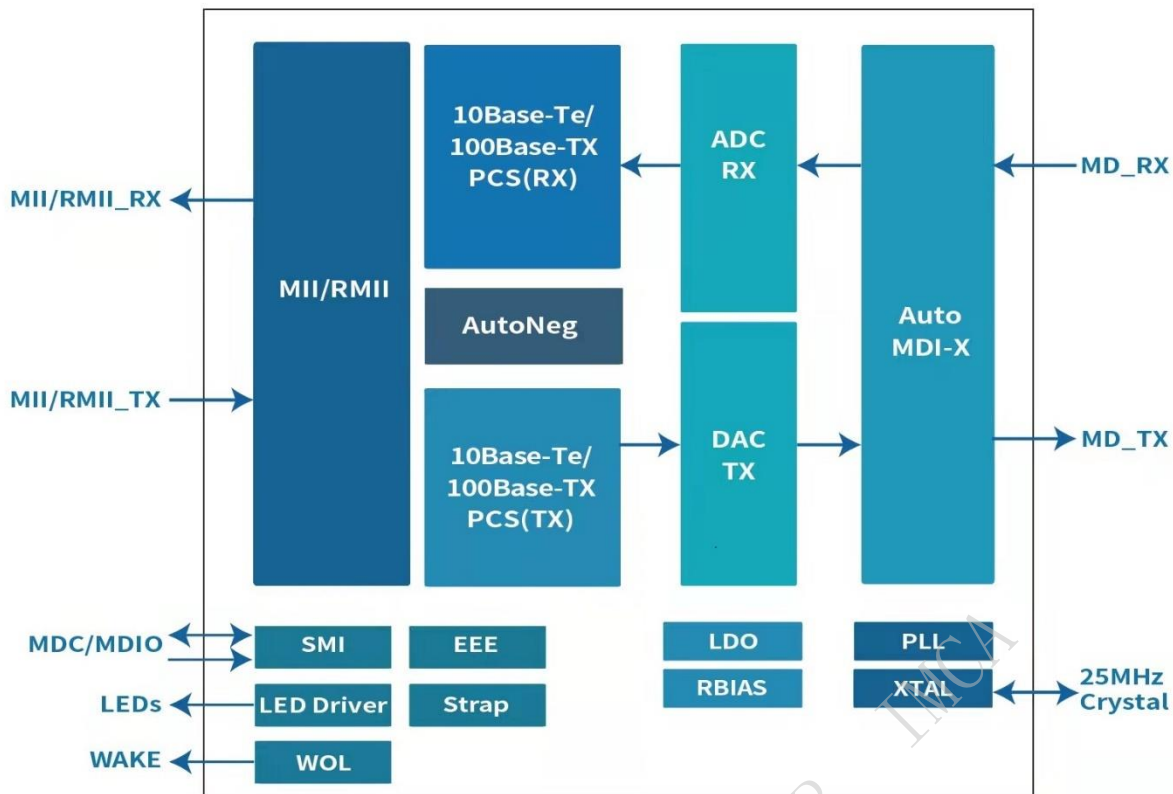 10Base-Te/
100Base-TX
PCS(RX)
ADC
RX
MD_RX
MII/RMII_RX
MII/RMII
AutoNeg
Auto
MDI-X
MII/RMII_TX
10Base-Te/
100Base-TX
PCS(TX)
DAC
TX
MD_TX
MDC/MDIO
SMI
EEE
LDO
PLL
LEDs
LED Driver
Strap
RBIAS
XTAL
25MHz
Crystal
WAKE
WOL
IMCA